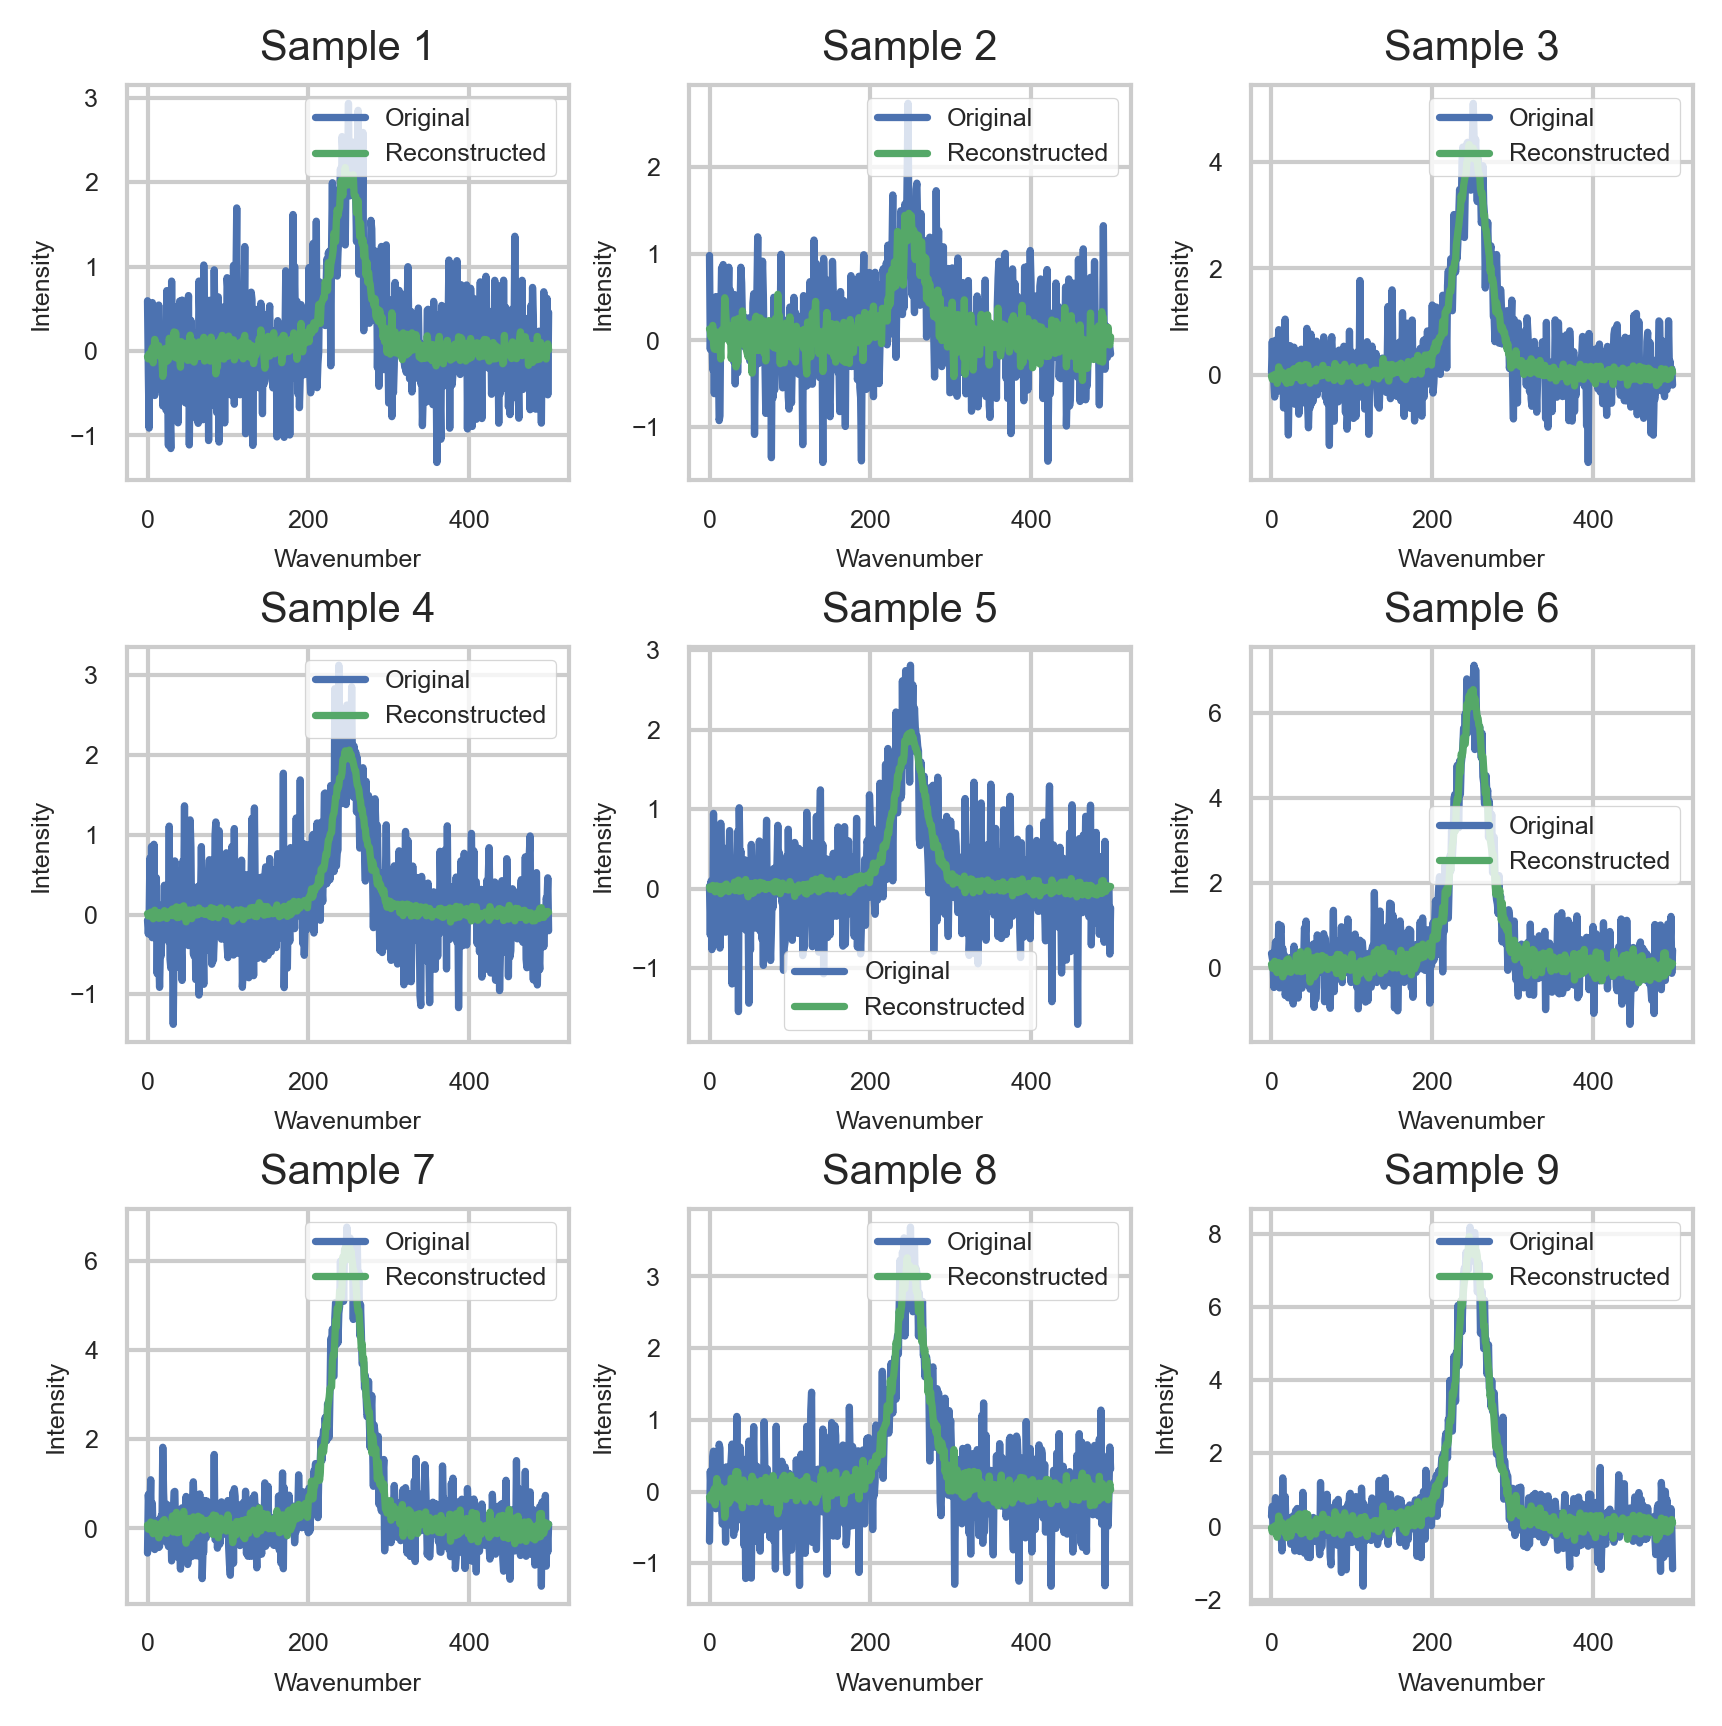 Sample 1
Sample 2
Sample 3
3
2
1
0
−1
Intensity
Original
Reconstructed
0
200
400
Wavenumber
2
1
0
−1
Intensity
Original
Reconstructed
0
200
400
Wavenumber
4
2
0
Intensity
Original
Reconstructed
0
200
400
Wavenumber
Sample 4
Sample 5
Sample 6
3
2
1
0
−1
Intensity
Original
Reconstructed
0
200
400
Wavenumber
3
2
1
0
−1
Intensity
Original
Reconstructed
0
200
400
Wavenumber
6
4
2
0
Intensity
Original
Reconstructed
0
200
400
Wavenumber
Sample 7
Sample 8
Sample 9
6
4
2
0
Intensity
Original
Reconstructed
0
200
400
Wavenumber
3
2
1
0
−1
Intensity
Original
Reconstructed
0
200
400
Wavenumber
8
6
4
2
0
−2
Intensity
Original
Reconstructed
0
200
400
Wavenumber